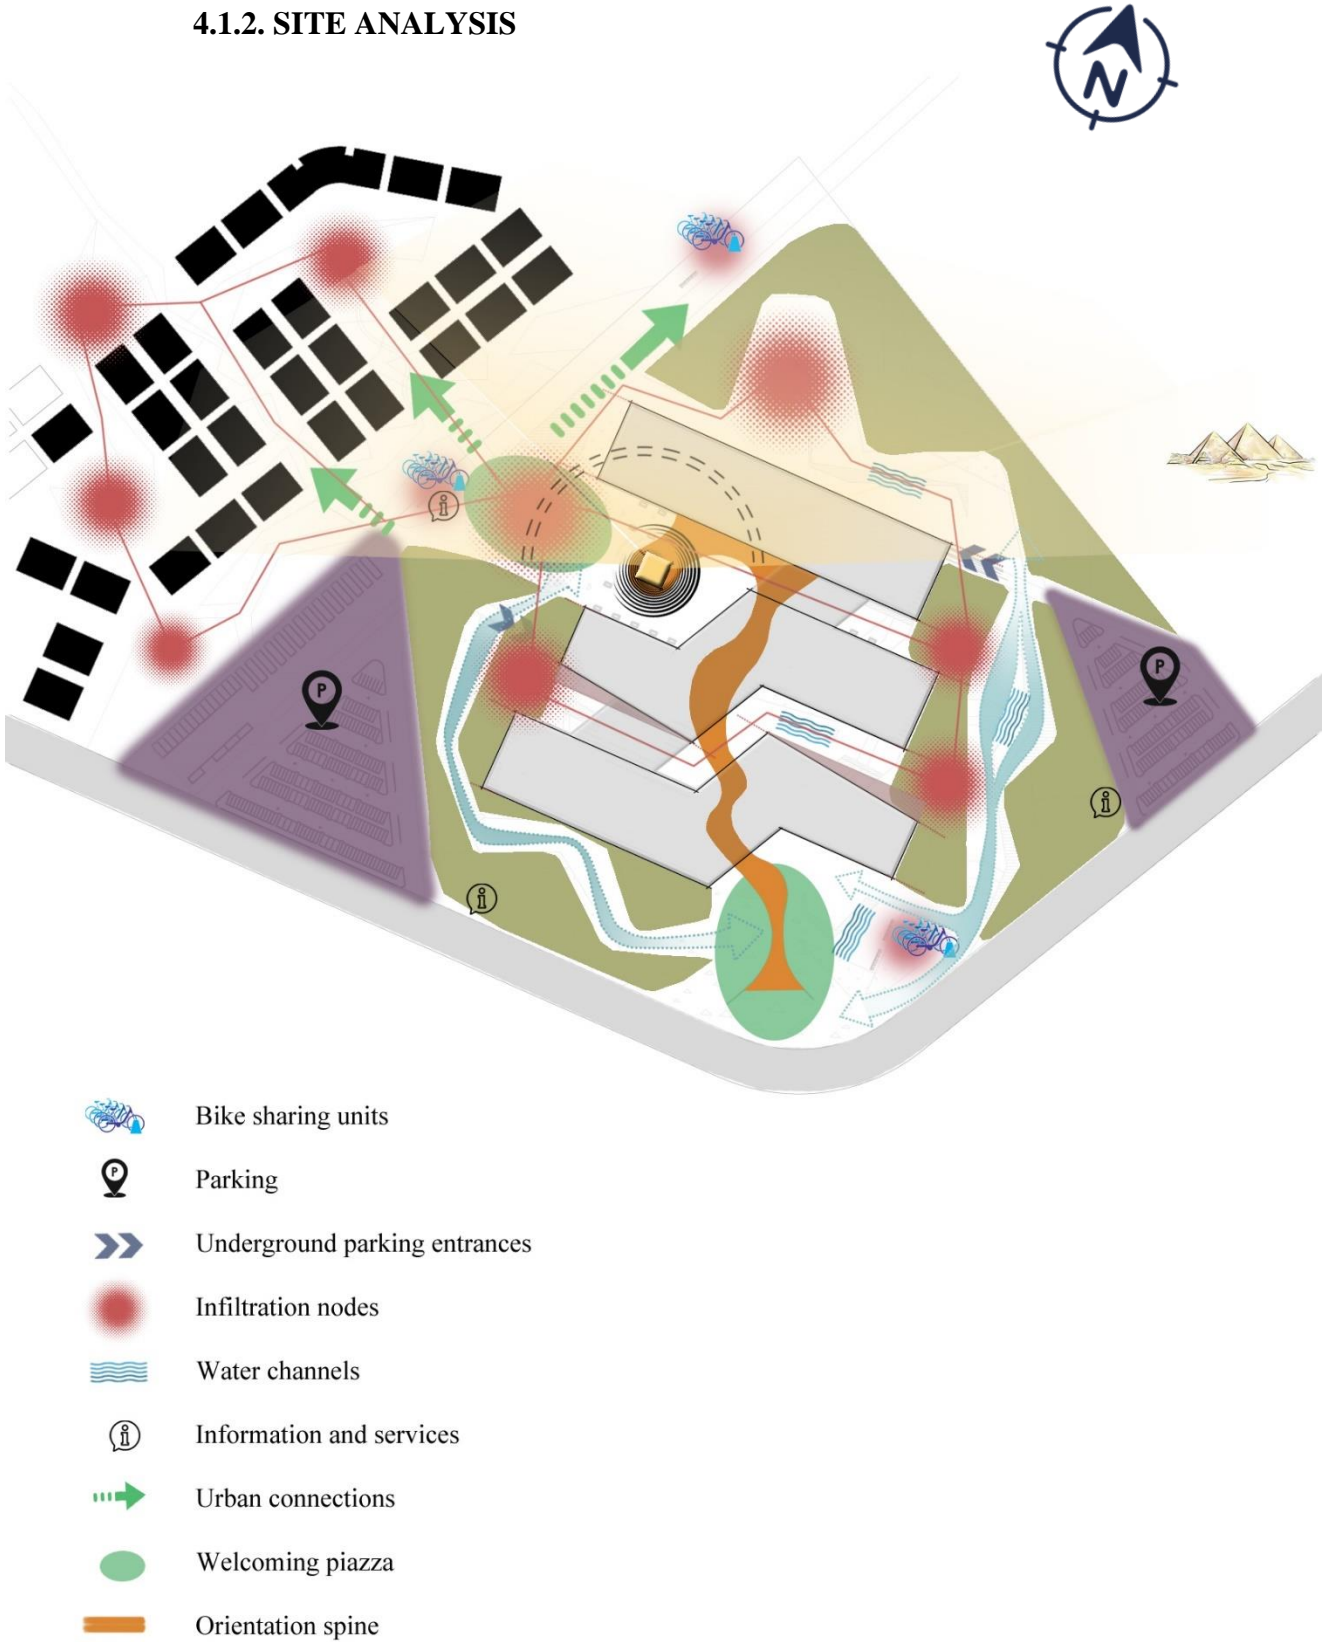 4.1.2. SITE ANALYSIS
N
P
P
Bike sharing units
P
Parking
Underground parking entrances
Infiltration nodes
Water channels
i
Information and services
Urban connections
Welcoming piazza
Orientation spine